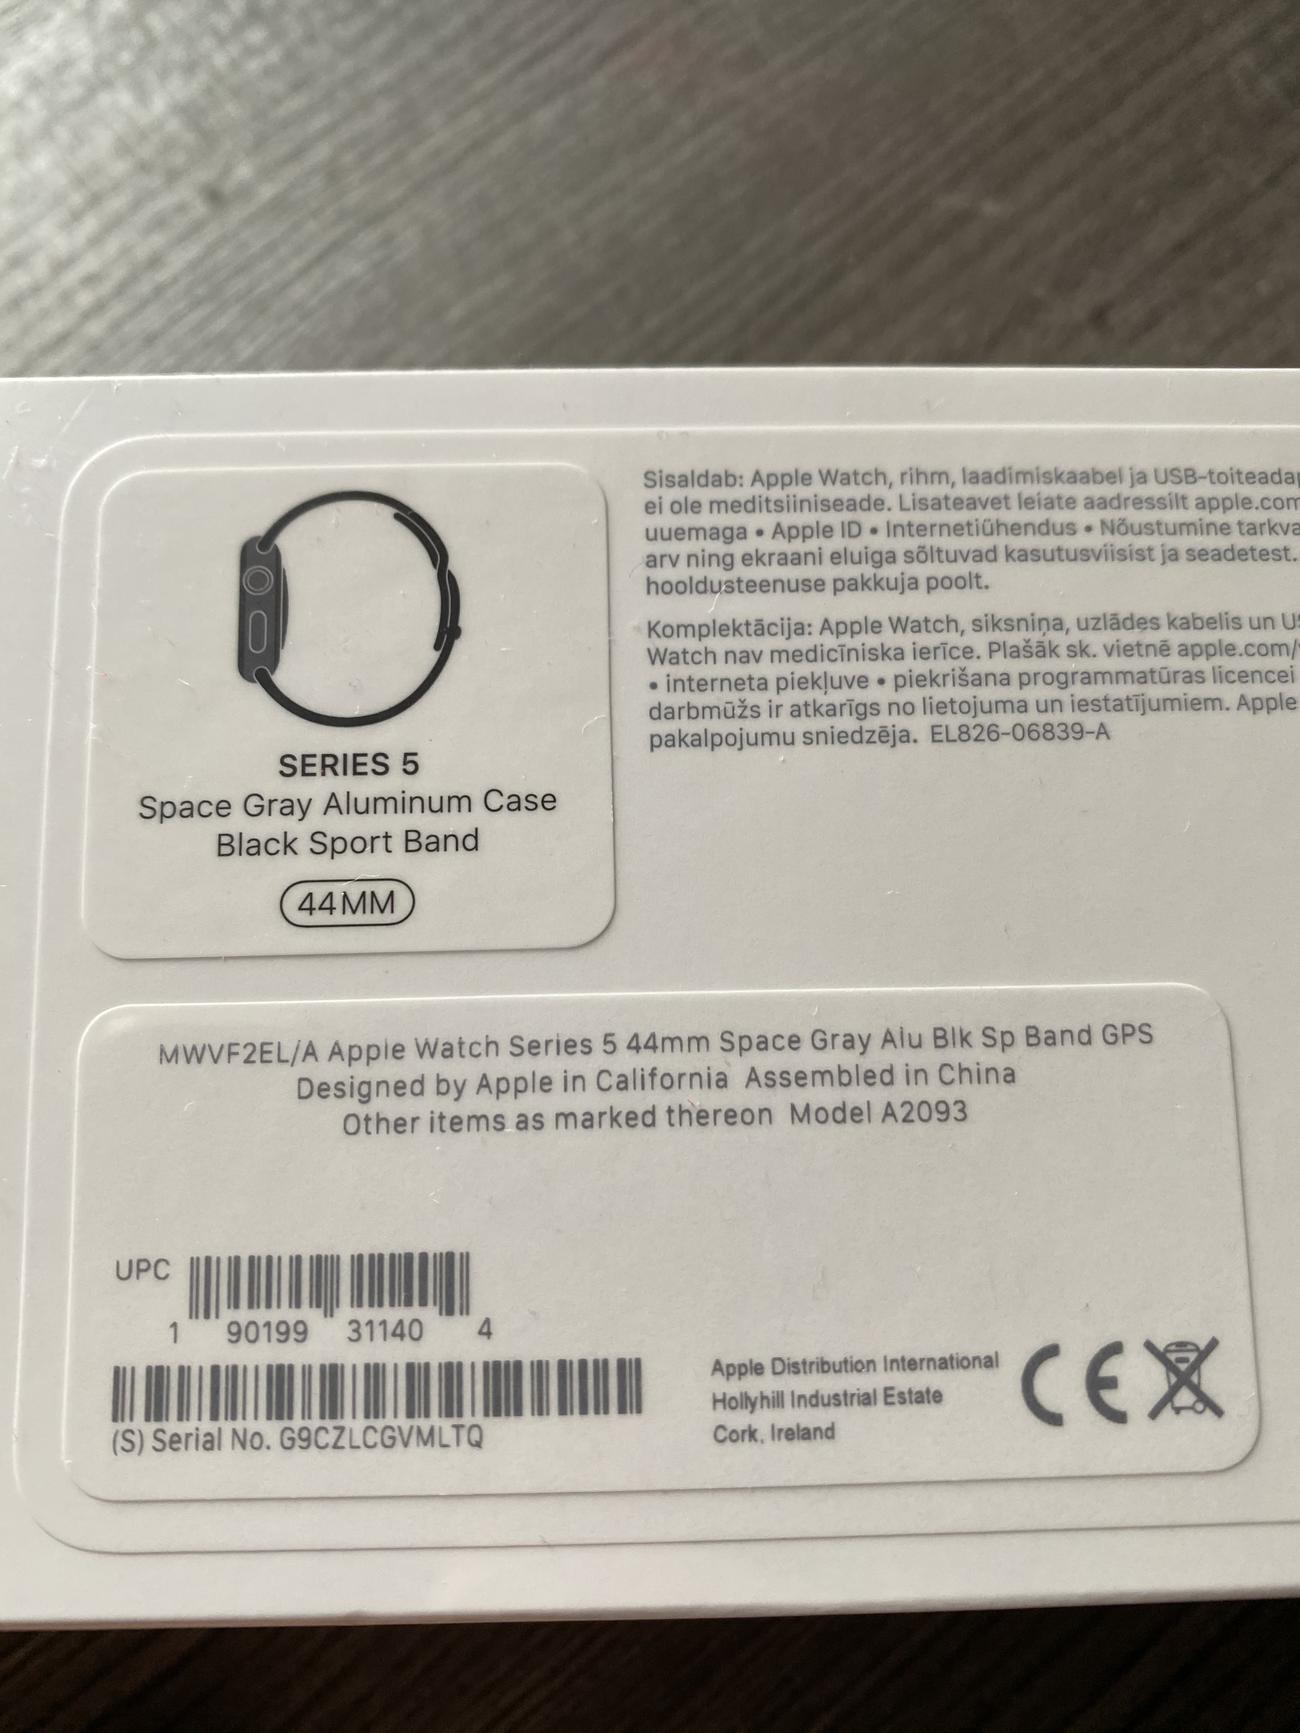 SERIES 5
Space Gray Aluminum Case
Black Sport Band
44MM
Sisaldab: Apple Watch, rihm, laadimiskaabel ja USB-toiteadap
ei ole meditsiiniseade. Lisateavet leiate aadressilt apple.com
uuemaga • Apple ID • Internetiühendus • Nõustumine tarkva
arv ning ekraani eluiga sõltuvad kasutusviisist ja seadetest.
hooldusteenuse pakkuja poolt.
Komplektācija: Apple Watch, siksniņa, uzlādes kabelis un US
Watch nav medicīniska ierīce. Plašāk sk. vietnē apple.com/
• interneta piekļuve • piekrišana programmatūras licencei
darbmūžs ir atkarīgs no lietojuma un iestatījumiem. Apple
pakalpojumu sniedzēja. EL826-06839-A
MWVF2EL/A Apple Watch Series 5 44mm Space Gray Alu Blk Sp Band GPS
Designed by Apple in California Assembled in China
Other items as marked thereon Model A2093
UPC
1 90199 31140 4
(S) Serial No. G9CZLCGVMLTQ
Apple Distribution International
Hollyhill Industrial Estate
Cork, Ireland
CE